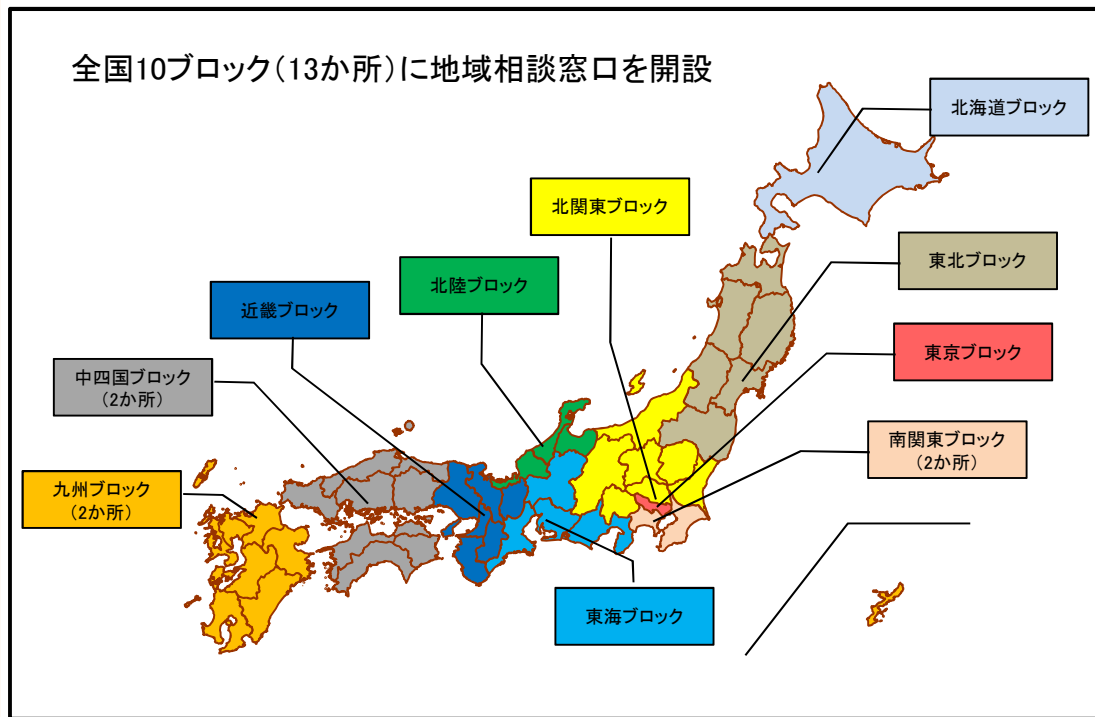 全国10ブロック（13か所）に地域相談窓口を開設
北海道ブロック
北関東ブロック
東北ブロック
北陸ブロック
近畿ブロック
東京ブロック
中四国ブロック
（2か所）
南関東ブロック
（2か所）
九州ブロック
（2か所）
東海ブロック